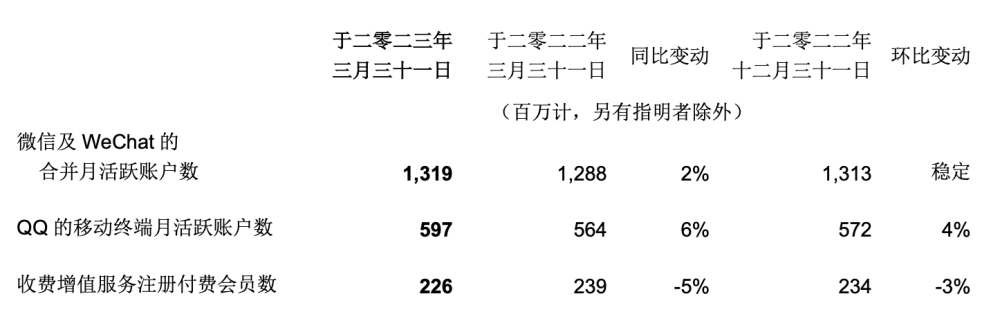 于二零二三年 于二零二二年 于二零二二年
三月三十一日 三月三十一日 同比变动 十二月三十一日 环比变动
（百万计，另有指明者除外）
微信及 WeChat 的
合并月活跃账户数 1,319 1,288 2% 1,313 稳定
QQ 的移动终端月活跃账户数 597 564 6% 572 4%
收费增值服务注册付费会员数 226 239 -5% 234 -3%